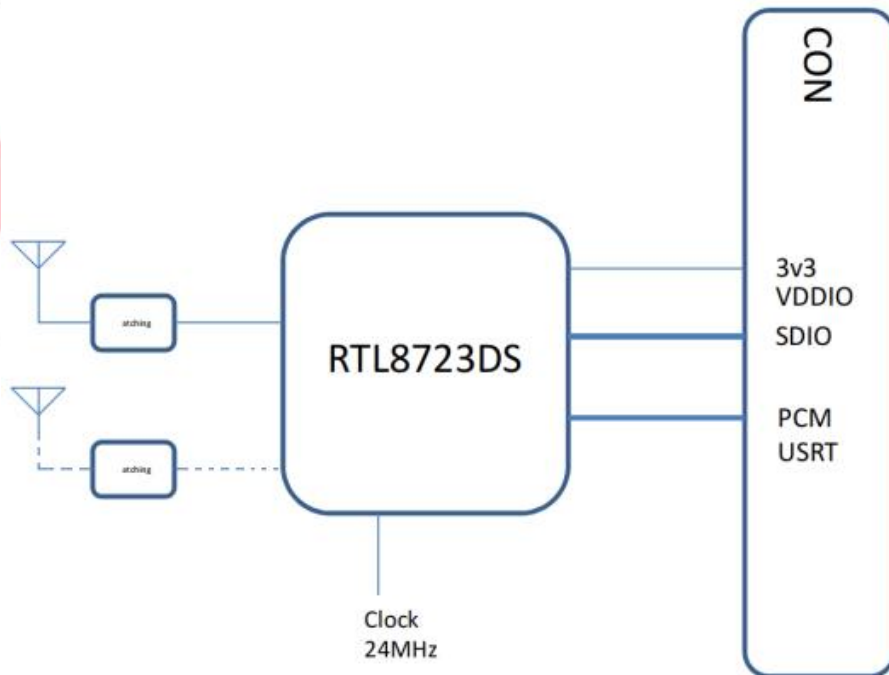 CON
3v3
VDDIO
atching
SDIO
RTL8723DS
PCM
USRT
atching
Clock
24MHz